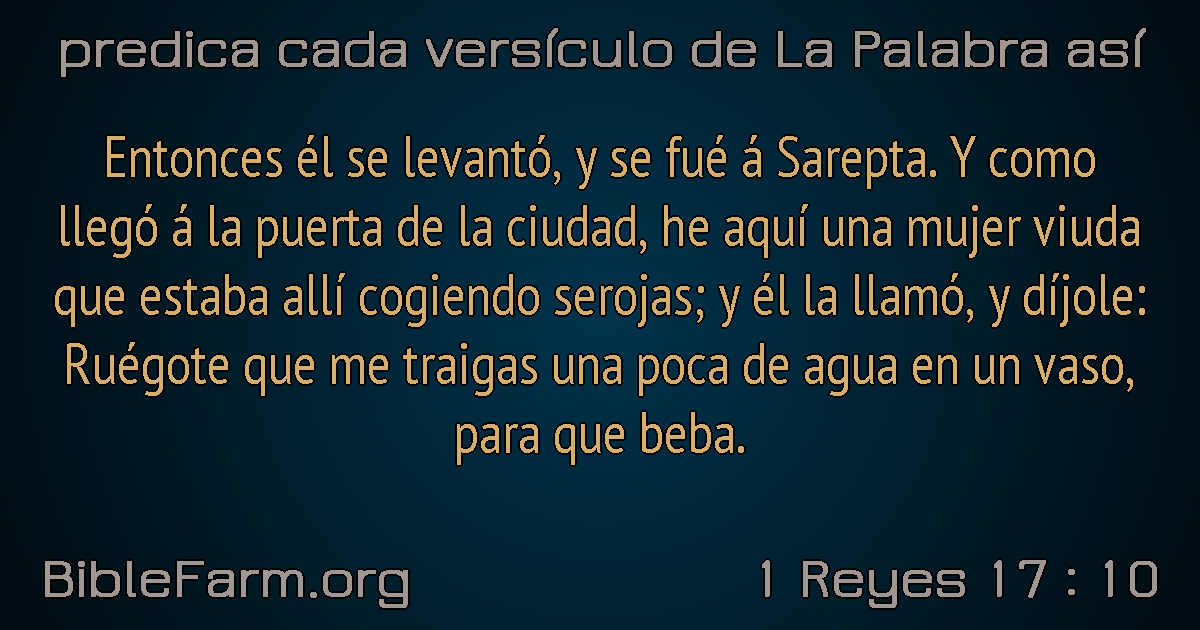 predica cada versículo de La Palabra así
Entonces él se levantó, y se fué á Sarepta. Y como
llegó á la puerta de la ciudad, he aquí una mujer viuda
que estaba allí cogiendo serojas; y él la llamó, y díjole:
Ruégote que me traigas una poca de agua en un vaso,
para que beba.
BibleFarm.org
1 Reyes 17 : 10